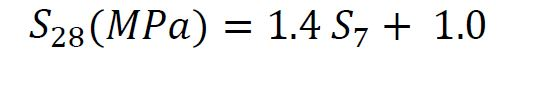 S₂₈(MPa) = 1.4 S₇ + 1.0